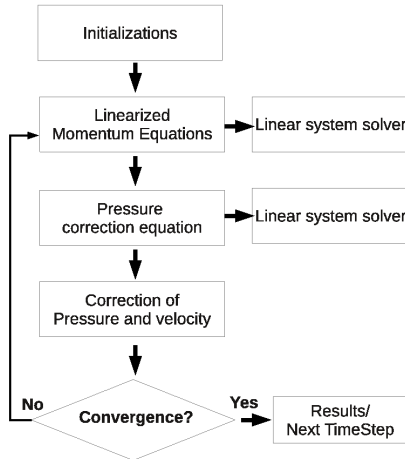 Initializations
Linearized
Momentum Equations
Linear system solver
Pressure
correction equation
Linear system solver
Correction of
Pressure and velocity
No
Convergence?
Yes
Results/
Next TimeStep